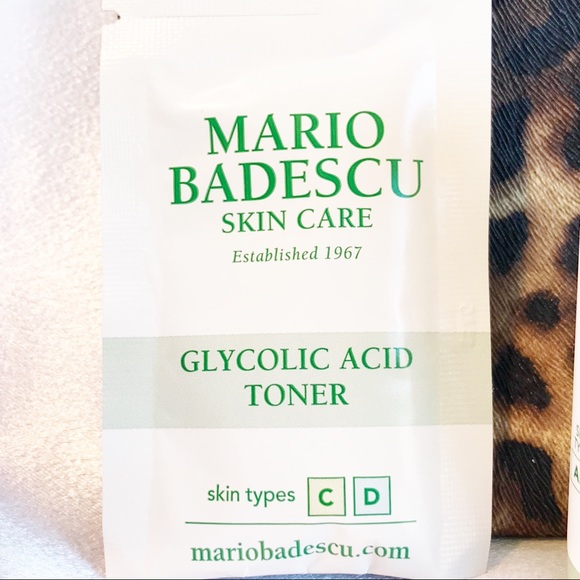 MARIO
BADESCU
SKIN CARE
Established 1967
GLYCOLIC ACID
TONER
skin types C D
mariobadescu.com